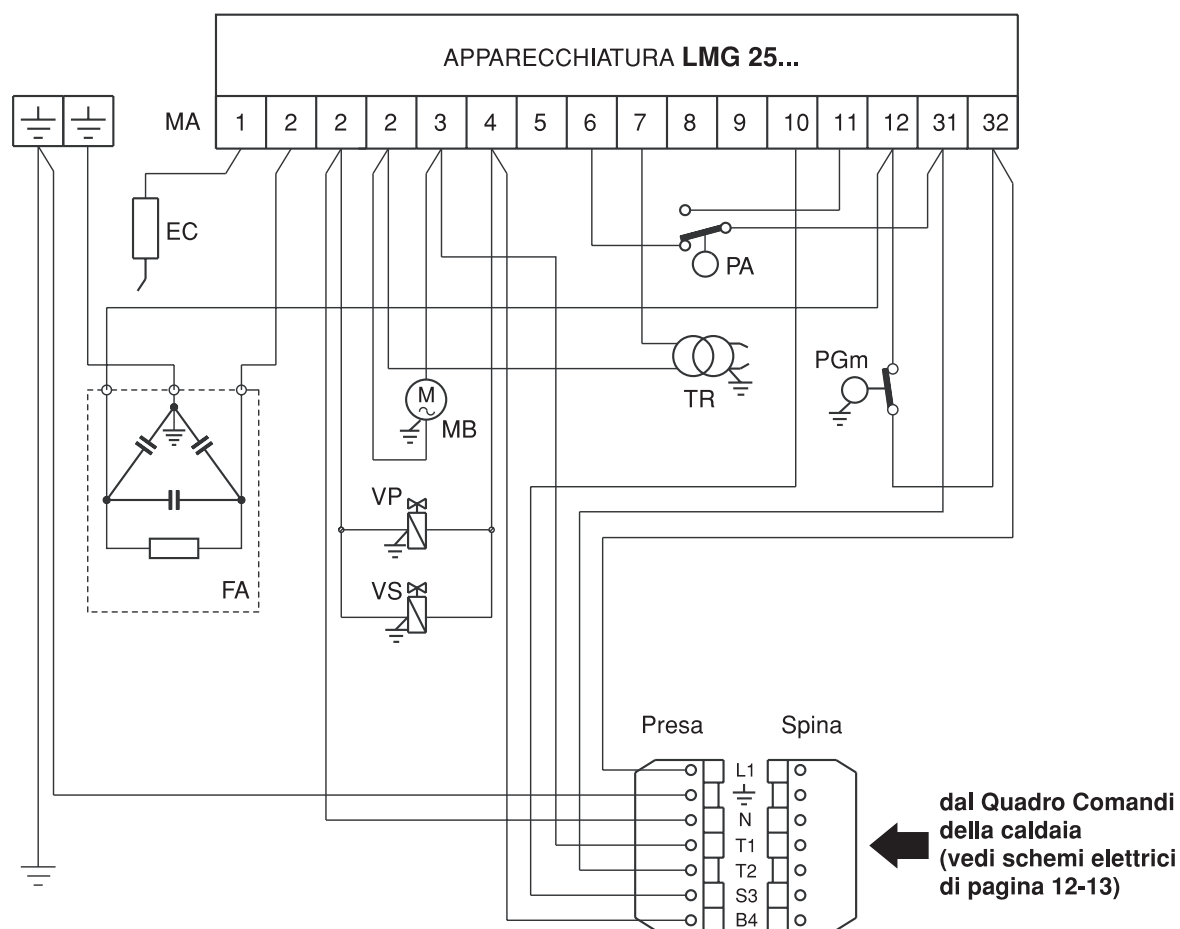 APPARECCHIATURA LMG 25...
MA 1 2 2 2 3 4 5 6 7 8 9 10 11 12 31 32
EC
PA
PGm
TR
M
MB
VP
VS
FA
Presa Spina
L1
N
T1
T2
S3
B4
dal Quadro Comandi
della caldaia
(vedi schemi elettrici
di pagina 12-13)